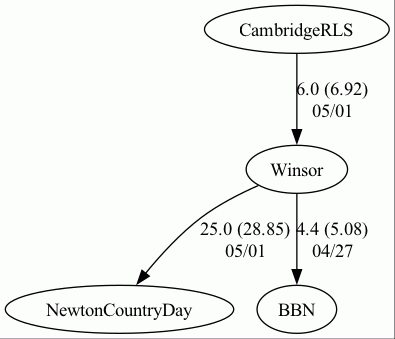 CambridgeRLS
6.0 (6.92)
05/01
Winsor
25.0 (28.85)
05/01
4.4 (5.08)
04/27
NewtonCountryDay
BBN